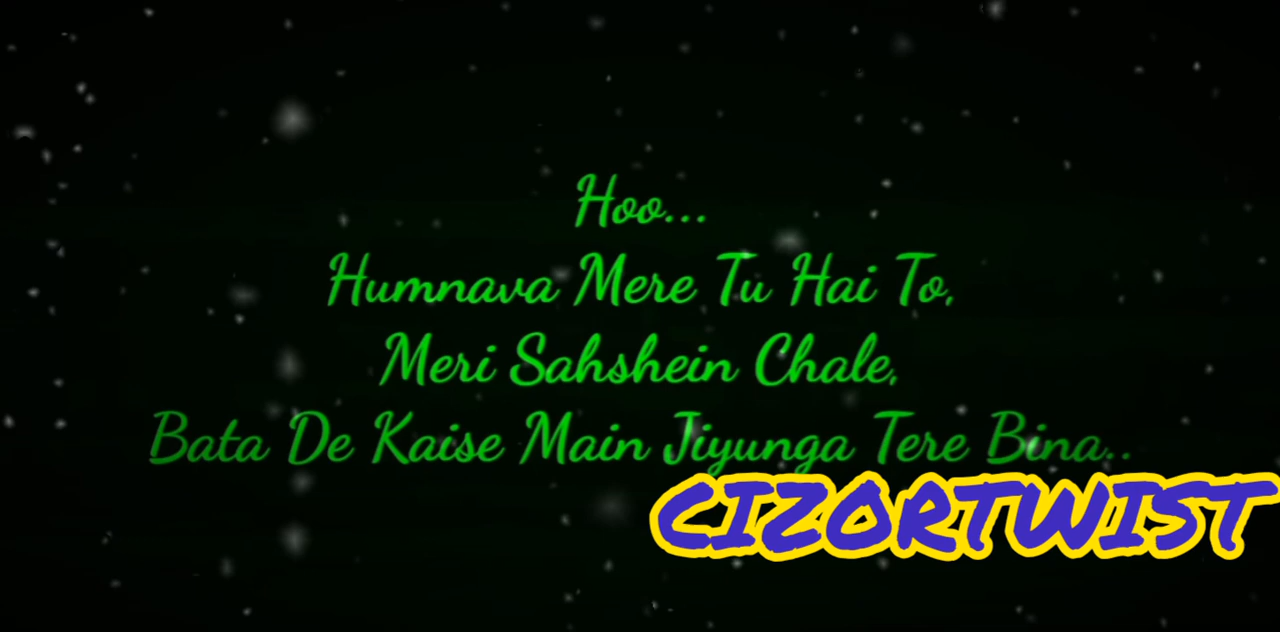 Hoo...
Humnava Mere Tu Hai To,
Meri Sahshein Chale,
Bata De Kaise Main Jiyunga Tere Bina..
CIZORTWIST